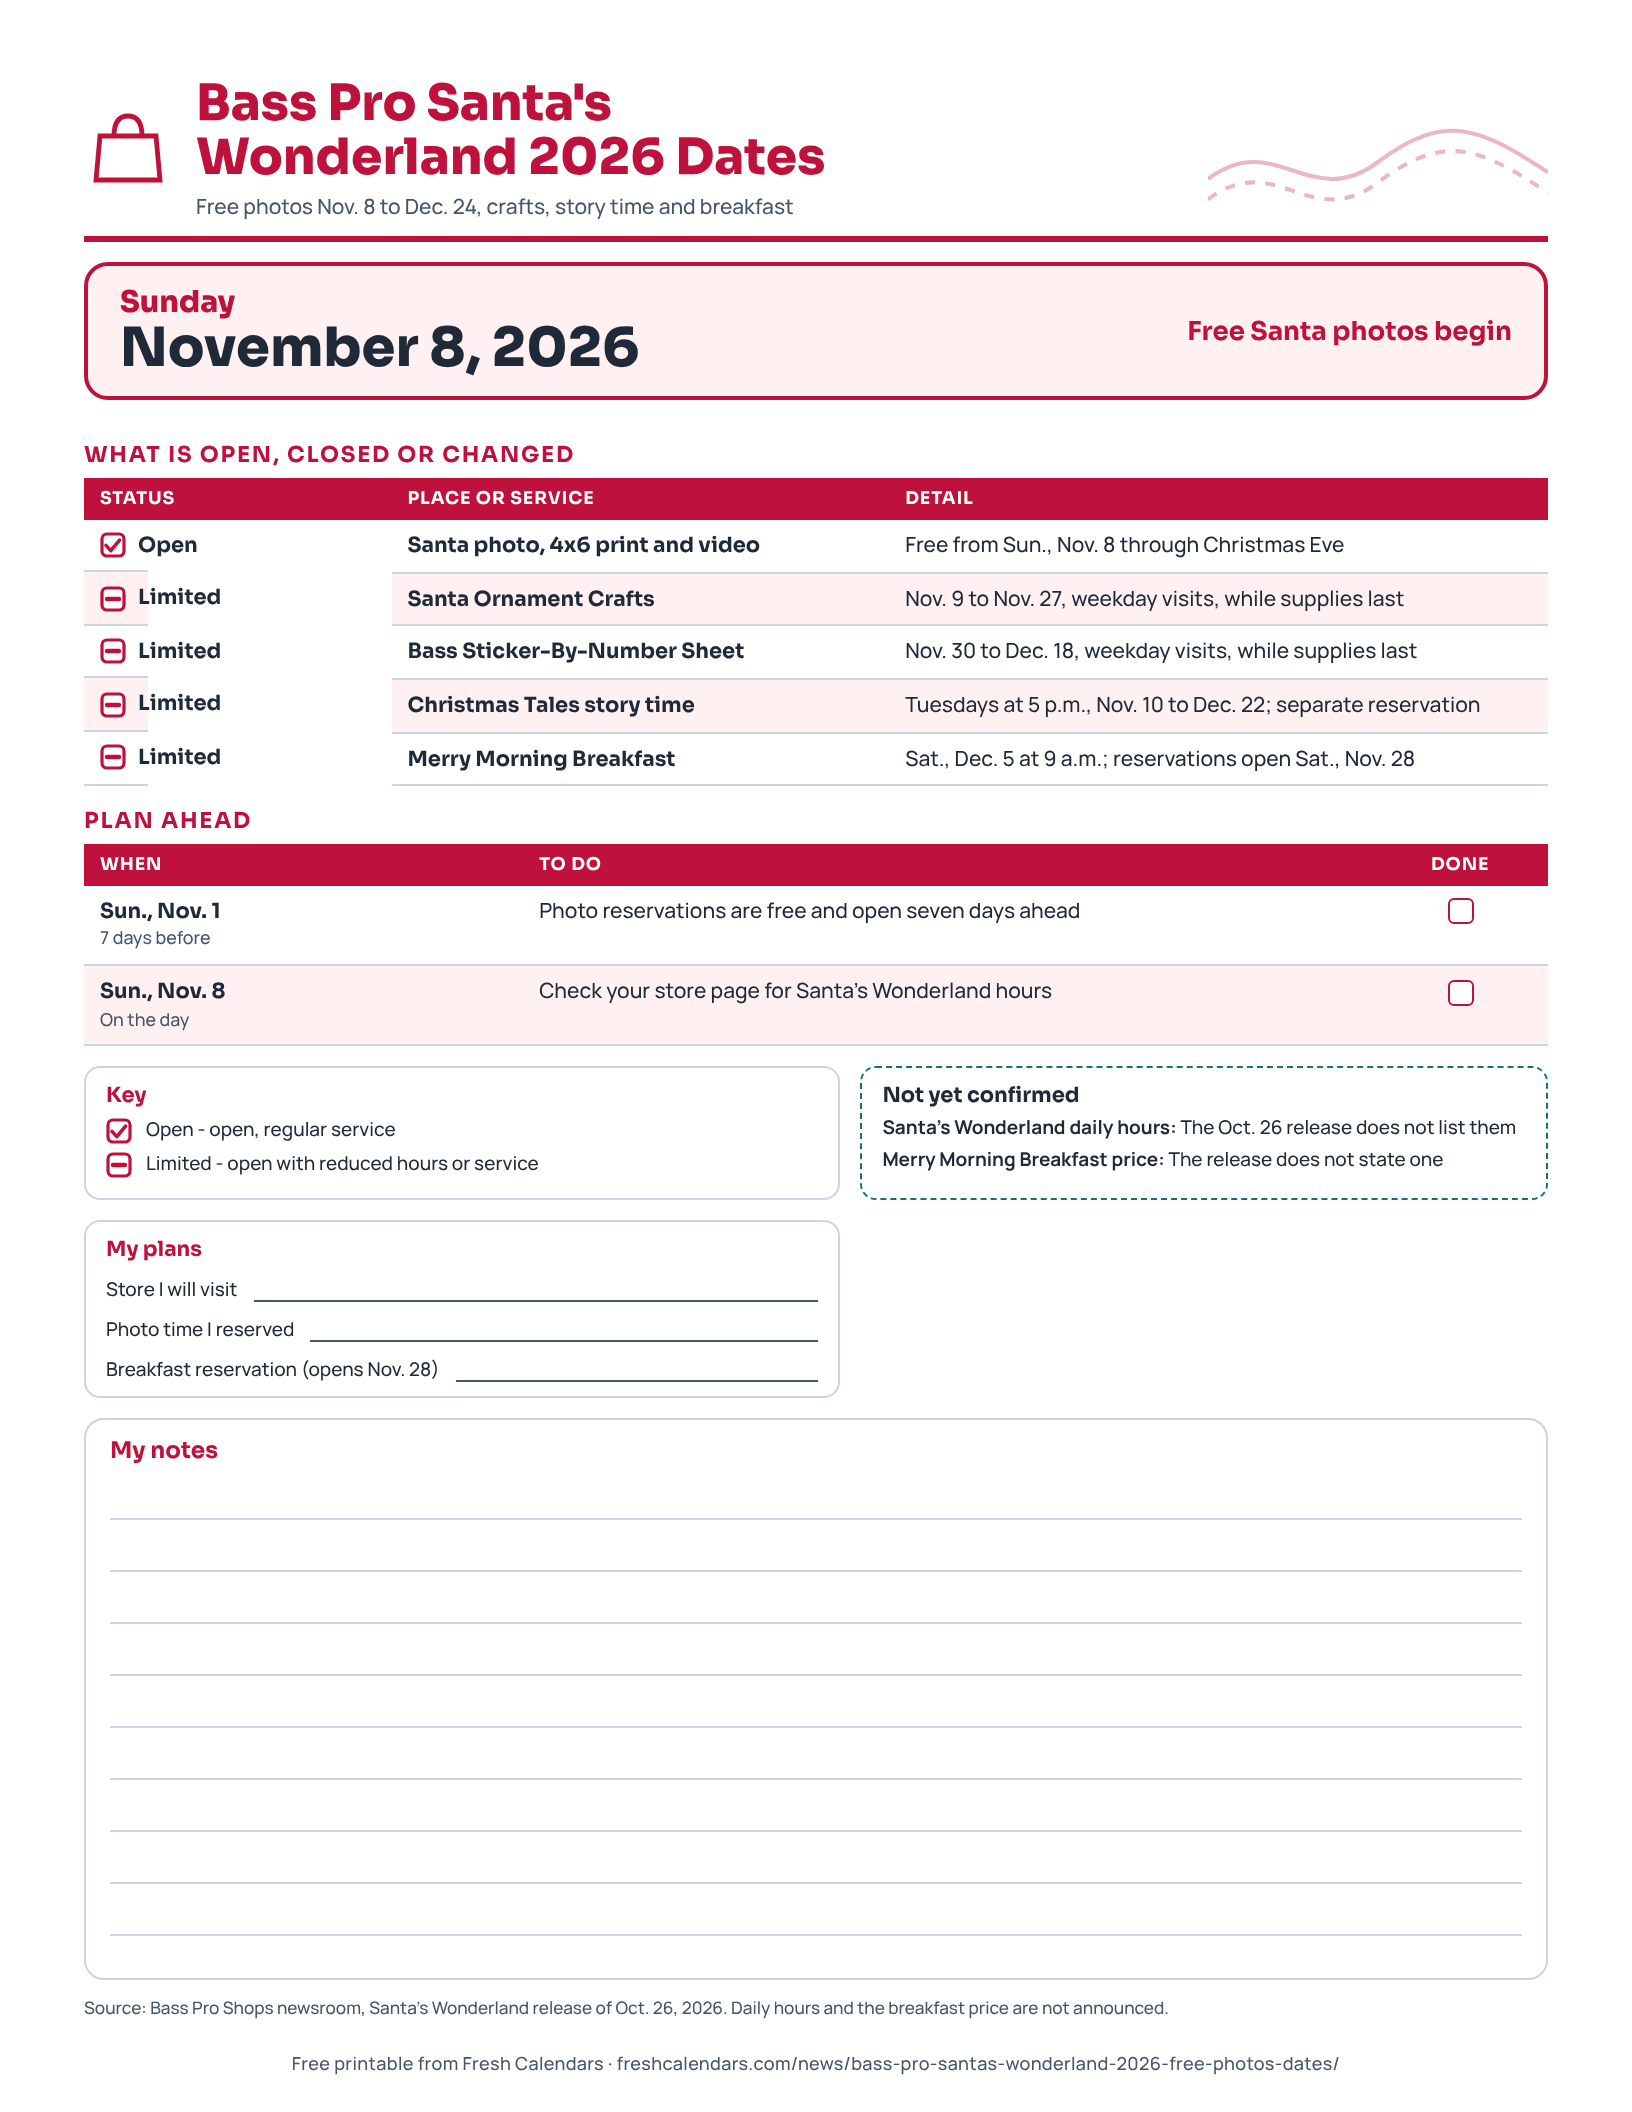 Bass Pro Santa's
Wonderland 2026 Dates
Free photos Nov. 8 to Dec. 24, crafts, story time and breakfast
Sunday
November 8, 2026
Free Santa photos begin
WHAT IS OPEN, CLOSED OR CHANGED
STATUS PLACE OR SERVICE DETAIL
Open Santa photo, 4x6 print and video Free from Sun., Nov. 8 through Christmas Eve
Limited Santa Ornament Crafts Nov. 9 to Nov. 27, weekday visits, while supplies last
Limited Bass Sticker-By-Number Sheet Nov. 30 to Dec. 18, weekday visits, while supplies last
Limited Christmas Tales story time Tuesdays at 5 p.m., Nov. 10 to Dec. 22; separate reservation
Limited Merry Morning Breakfast Sat., Dec. 5 at 9 a.m.; reservations open Sat., Nov. 28
PLAN AHEAD
WHEN TO DO DONE
Sun., Nov. 1 Photo reservations are free and open seven days ahead
7 days before
Sun., Nov. 8 Check your store page for Santa's Wonderland hours
On the day
Key
Open - open, regular service
Limited - open with reduced hours or service
Not yet confirmed
Santa's Wonderland daily hours: The Oct. 26 release does not list them
Merry Morning Breakfast price: The release does not state one
My plans
Store I will visit
Photo time I reserved
Breakfast reservation (opens Nov. 28)
My notes
Source: Bass Pro Shops newsroom, Santa's Wonderland release of Oct. 26, 2026. Daily hours and the breakfast price are not announced.
Free printable from Fresh Calendars · freshcalendars.com/news/bass-pro-santas-wonderland-2026-free-photos-dates/